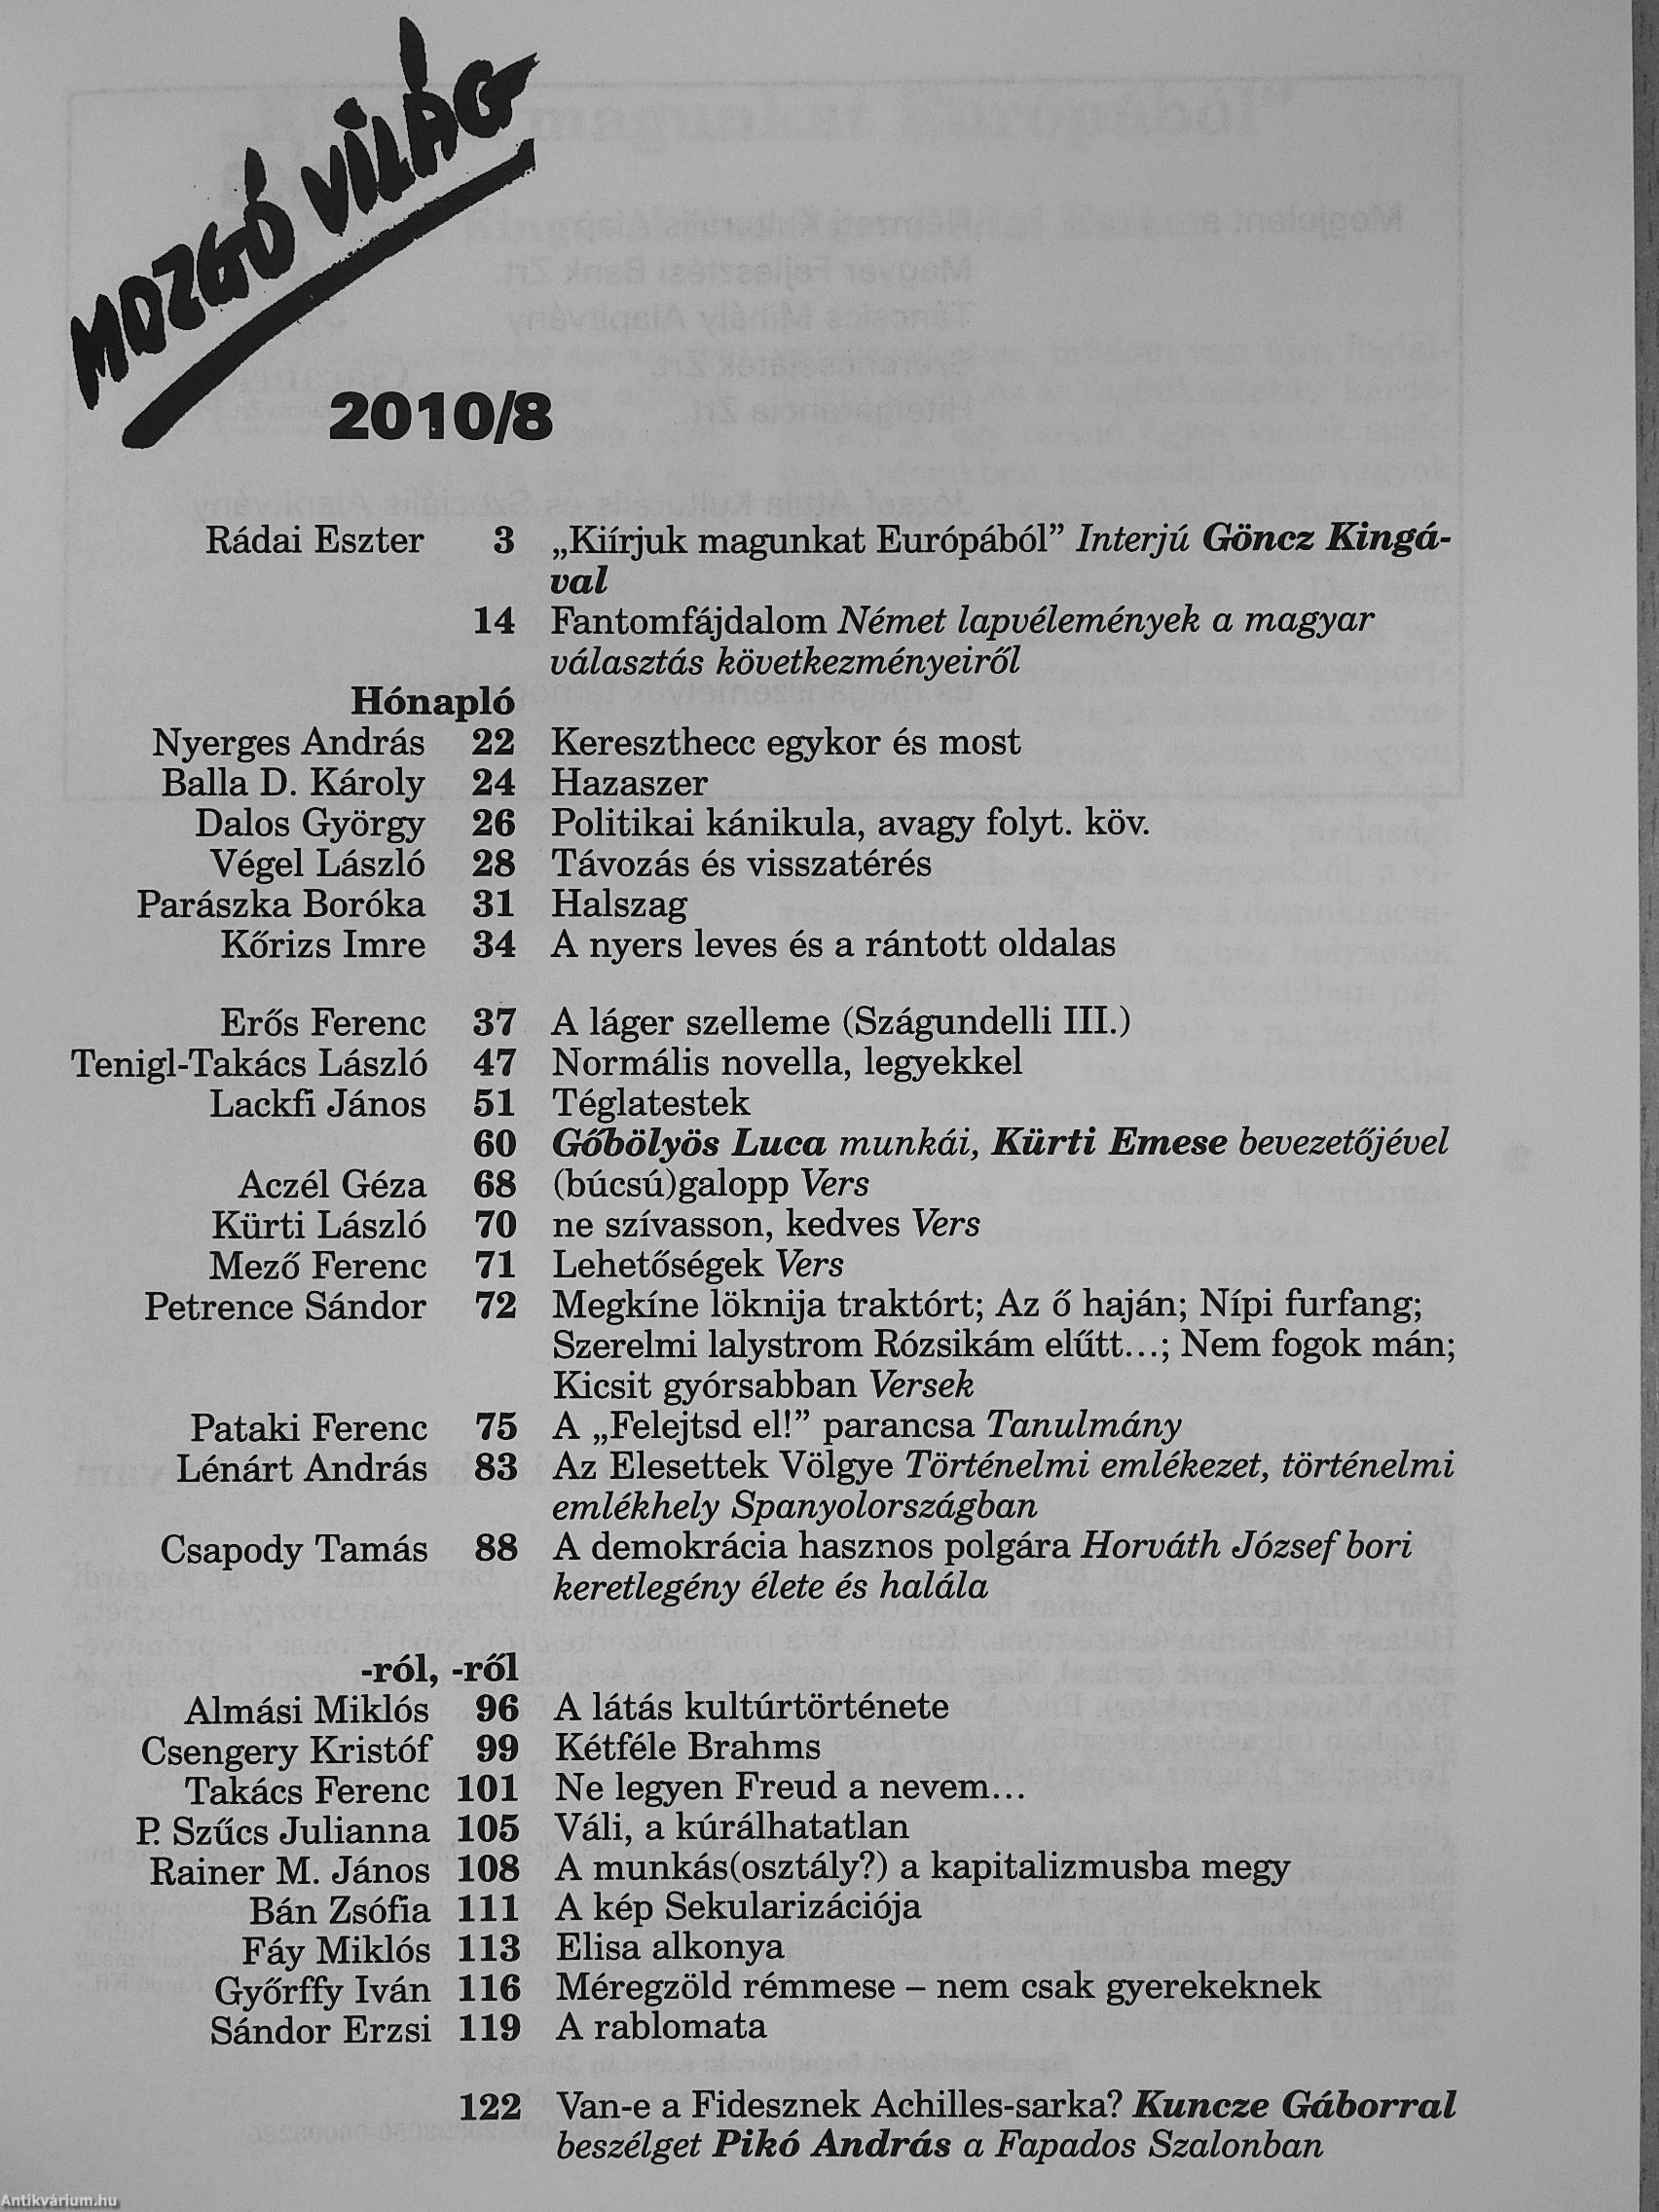 MOZGÓ VILÁG
2010/8
Rádai Eszter 3 „Kiírjuk magunkat Európából” Interjú Göncz Kingá-
val
14 Fantomfájdalom Német lapvélemények a magyar
választás következményeiről
Hónapló
Nyerges András 22 Kereszthecc egykor és most
Balla D. Károly 24 Hazaszer
Dalos György 26 Politikai kánikula, avagy folyt. köv.
Végel László 28 Távozás és visszatérés
Parászka Boróka 31 Halszag
Kőrizs Imre 34 A nyers leves és a rántott oldalas
Erős Ferenc 37 A láger szelleme (Szágundelli III.)
Tenigl-Takács László 47 Normális novella, legyekkel
Lackfi János 51 Téglatestek
60 Gőbölyös Luca munkái, Kürti Emese bevezetőjével
Aczél Géza 68 (búcsú)galopp Vers
Kürti László 70 ne szívasson, kedves Vers
Mező Ferenc 71 Lehetőségek Vers
Petrence Sándor 72 Megkíne löknija traktórt; Az ő haján; Nípi furfang;
Szerelmi lalystrom Rózsikám elűtt…; Nem fogok mán;
Kicsit gyórsabban Versek
Pataki Ferenc 75 A „Felejtsd el!” parancsa Tanulmány
Lénárt András 83 Az Elesettek Völgye Történelmi emlékezet, történelmi
emlékhely Spanyolországban
Csapody Tamás 88 A demokrácia hasznos polgára Horváth József bori
keretlegény élete és halála
-ról, -ről
Almási Miklós 96 A látás kultúrtörténete
Csengery Kristóf 99 Kétféle Brahms
Takács Ferenc 101 Ne legyen Freud a nevem…
P. Szűcs Julianna 105 Váli, a kúrálhatatlan
Rainer M. János 108 A munkás(osztály?) a kapitalizmusba megy
Bán Zsófia 111 A kép Sekularizációja
Fáy Miklós 113 Elisa alkonya
Győrffy Iván 116 Méregzöld rémmese – nem csak gyerekeknek
Sándor Erzsi 119 A rablomata
122 Van-e a Fidesznek Achilles-sarka? Kuncze Gáborral
beszélget Pikó András a Fapados Szalonban
Antikvárium.hu